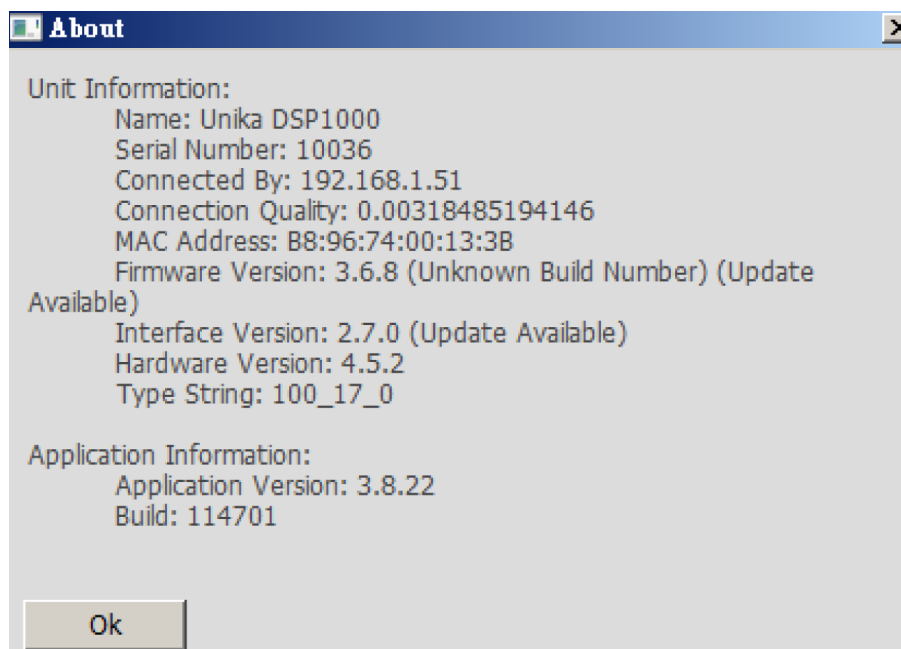 About
Unit Information:
Name: Unika DSP1000
Serial Number: 10036
Connected By: 192.168.1.51
Connection Quality: 0.00318485194146
MAC Address: B8:96:74:00:13:3B
Firmware Version: 3.6.8 (Unknown Build Number) (Update
Available)
Interface Version: 2.7.0 (Update Available)
Hardware Version: 4.5.2
Type String: 100_17_0
Application Information:
Application Version: 3.8.22
Build: 114701
Ok